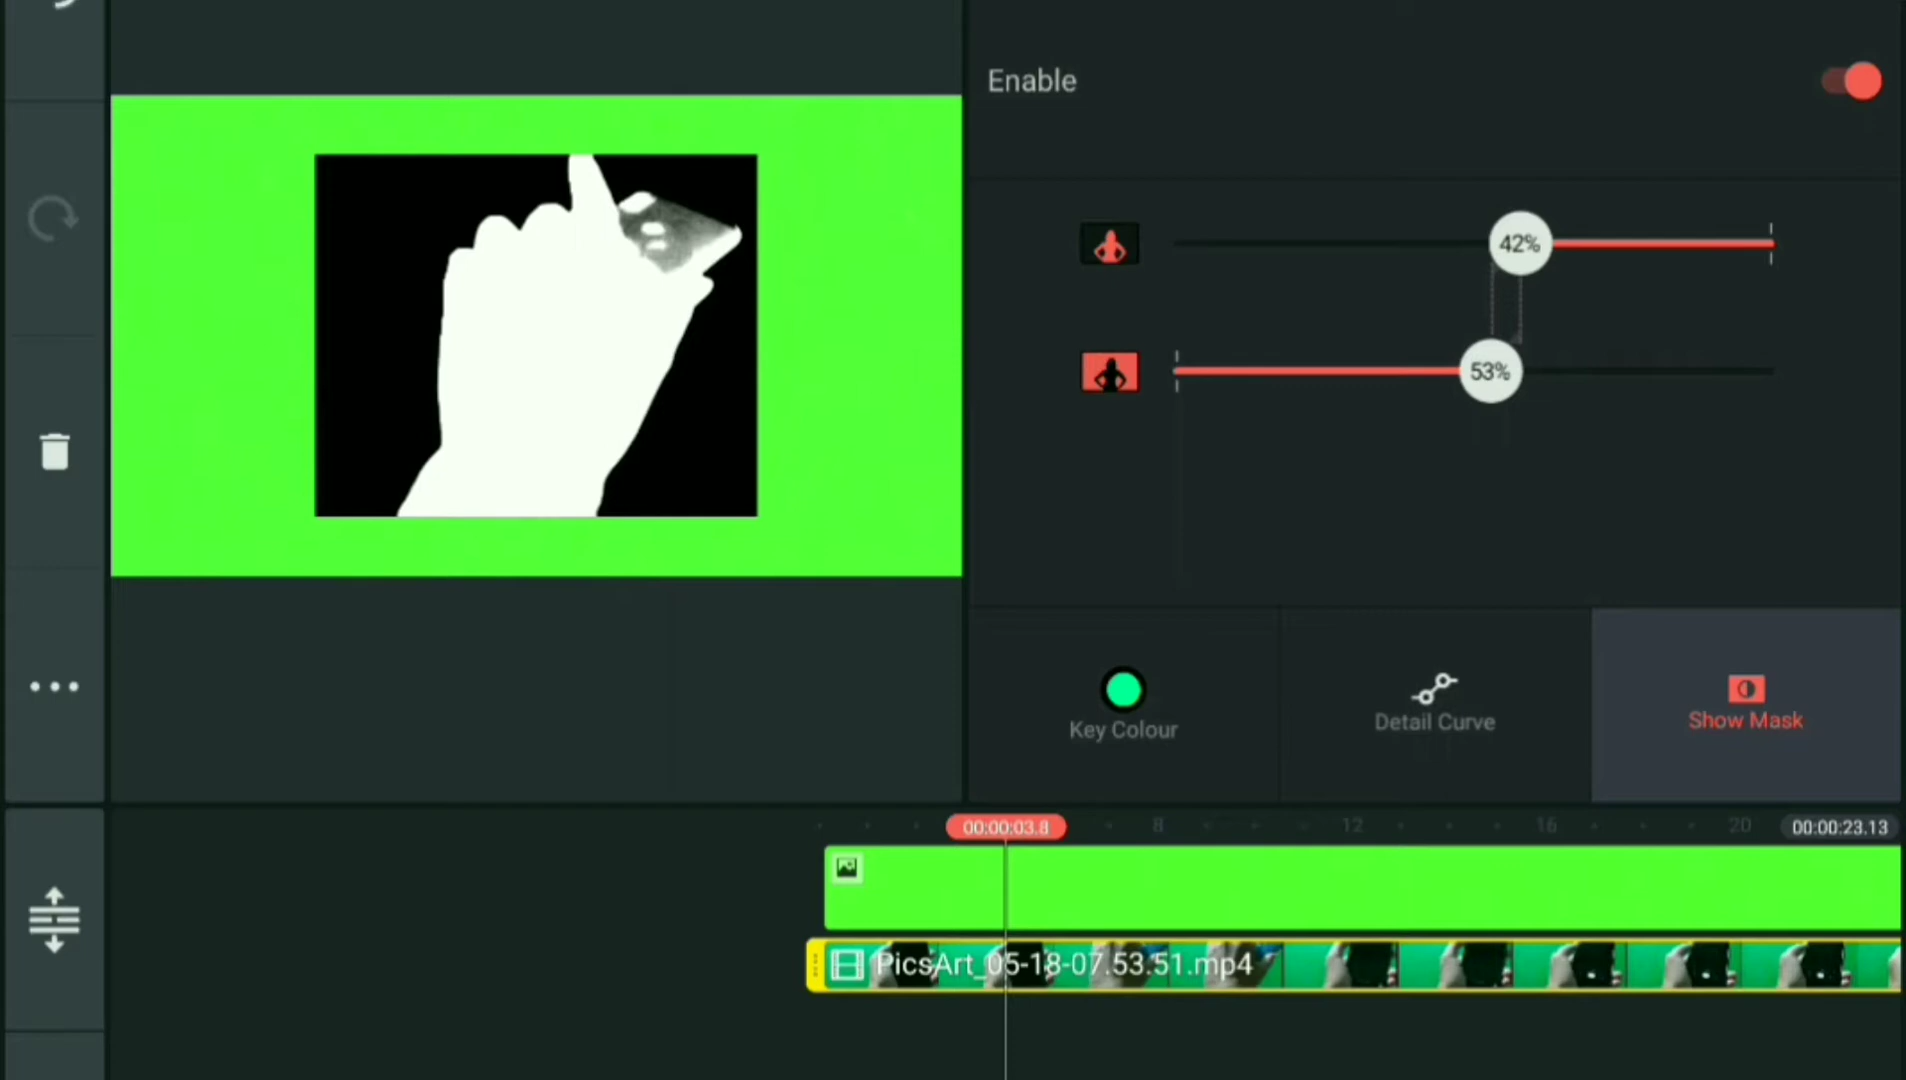 Enable
42%
53%
Key Colour
Detail Curve
Show Mask
00:00:03.8
8
12
16
20
00:00:23.13
PicsArt_05-18-07.53.51.mp4